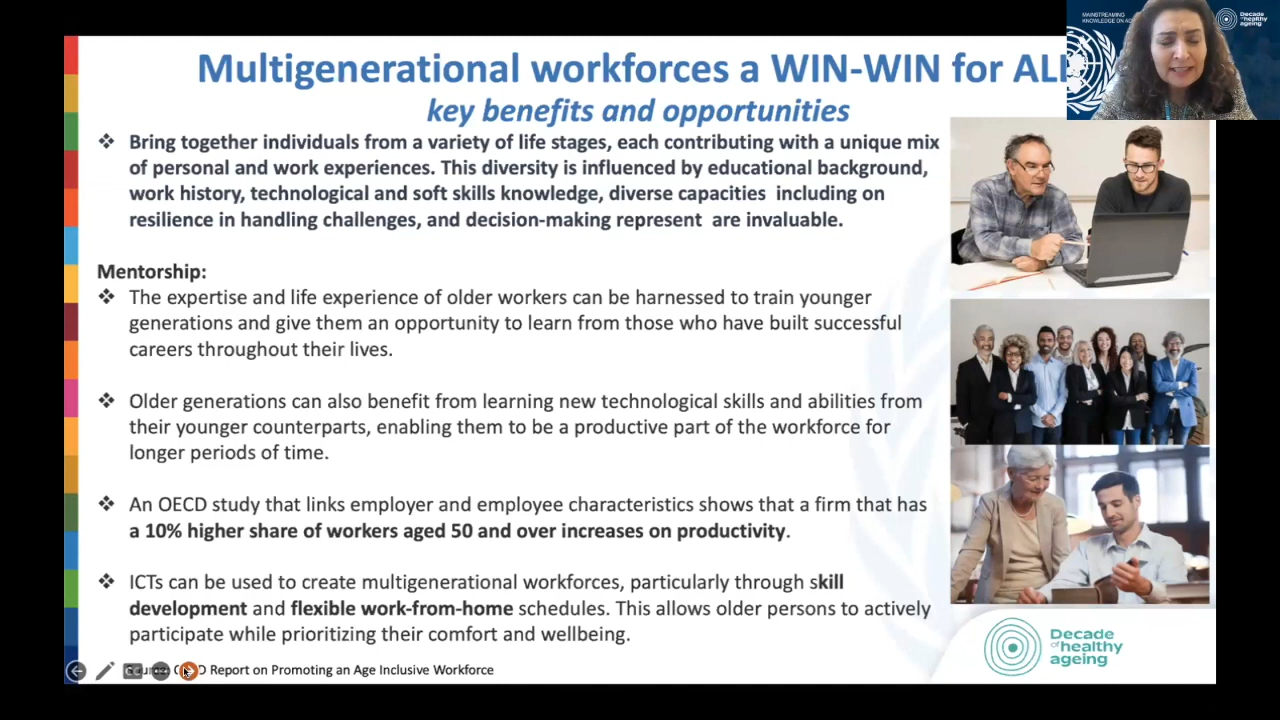 Multigenerational workforces a WIN-WIN for ALL
key benefits and opportunities
MAINSTREAMING
KNOWLEDGE ON
Decade
of healthy
ageing
❖ Bring together individuals from a variety of life stages, each contributing with a unique mix
of personal and work experiences. This diversity is influenced by educational background,
work history, technological and soft skills knowledge, diverse capacities including on
resilience in handling challenges, and decision-making represent are invaluable.
Mentorship:
❖ The expertise and life experience of older workers can be harnessed to train younger
generations and give them an opportunity to learn from those who have built successful
careers throughout their lives.
❖ Older generations can also benefit from learning new technological skills and abilities from
their younger counterparts, enabling them to be a productive part of the workforce for
longer periods of time.
❖ An OECD study that links employer and employee characteristics shows that a firm that has
a 10% higher share of workers aged 50 and over increases on productivity.
❖ ICTs can be used to create multigenerational workforces, particularly through skill
development and flexible work-from-home schedules. This allows older persons to actively
participate while prioritizing their comfort and wellbeing.
Report on Promoting an Age Inclusive Workforce
Decade
of healthy
ageing